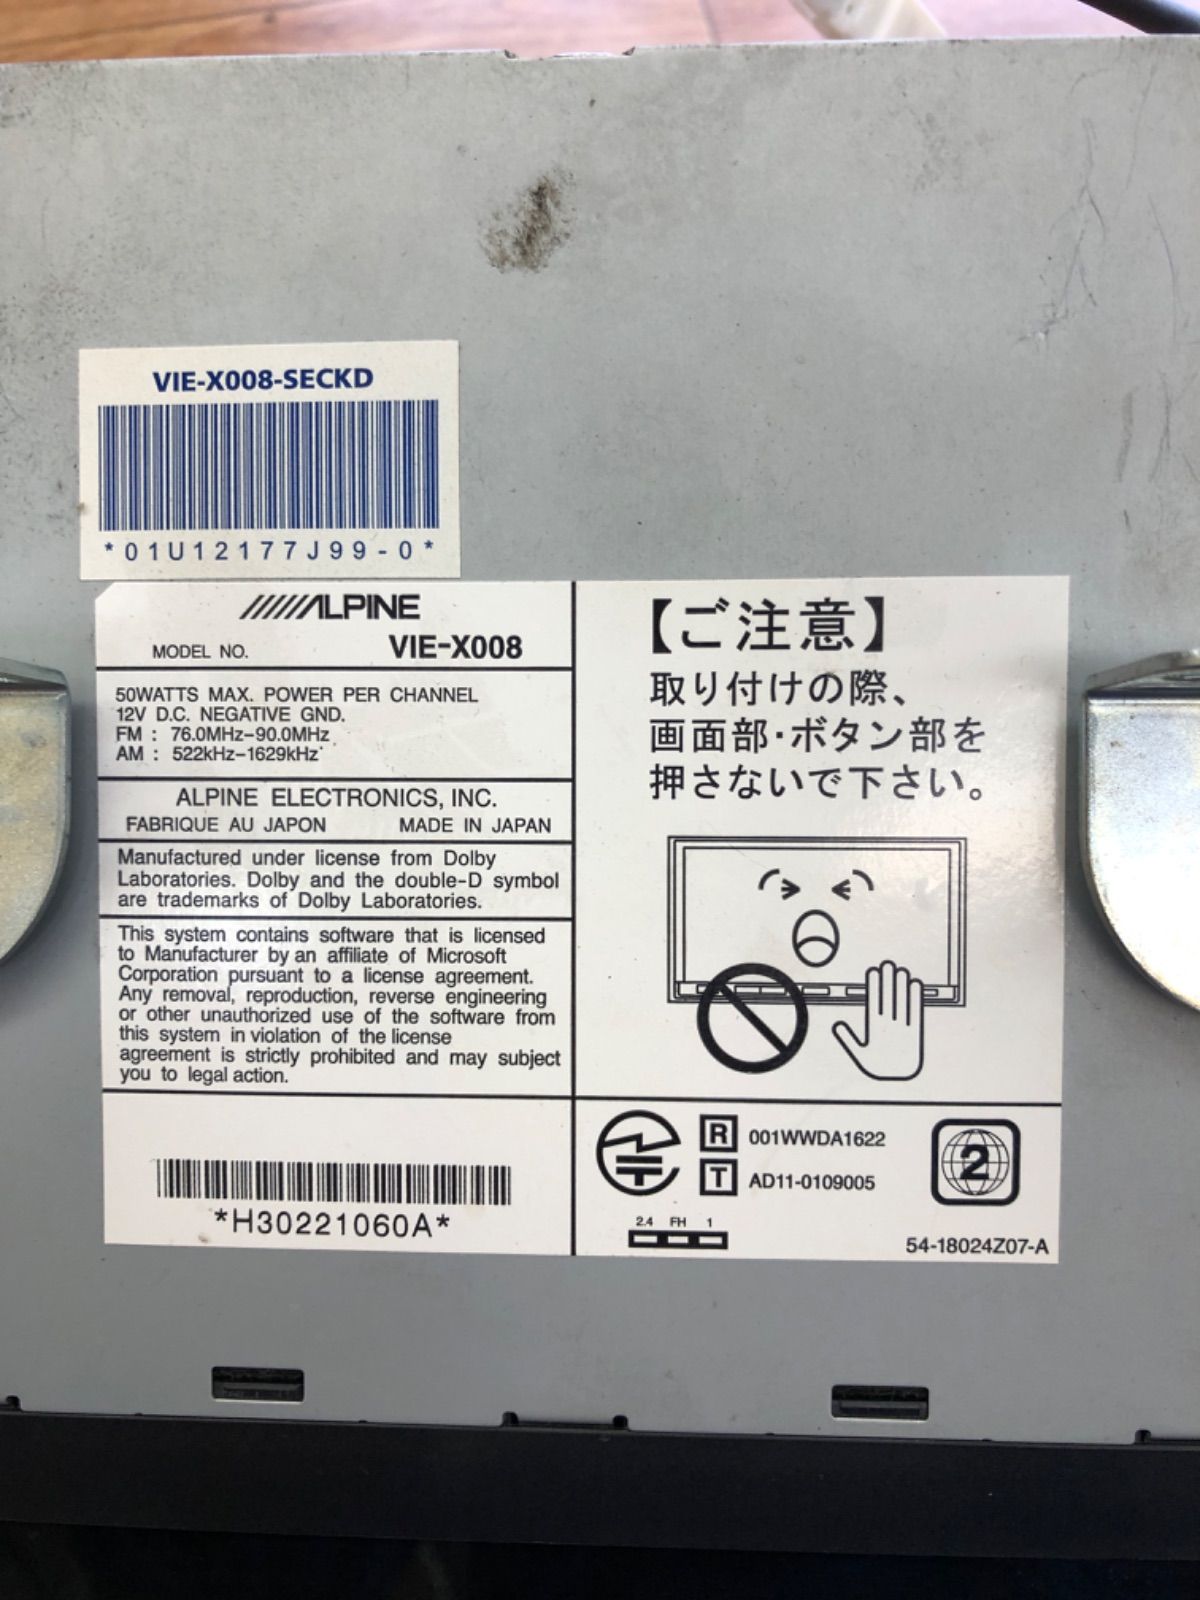 VIE-X008-SECKD
*01U12177J99-0*
ALPINE
MODEL NO. VIE-X008
50WATTS MAX. POWER PER CHANNEL
12V D.C. NEGATIVE GND.
FM : 76.0MHz-90.0MHz
AM : 522kHz-1629kHz
ALPINE ELECTRONICS, INC.
FABRIQUE AU JAPON MADE IN JAPAN
Manufactured under license from Dolby
Laboratories. Dolby and the double-D symbol
are trademarks of Dolby Laboratories.
This system contains software that is licensed
to Manufacturer by an affiliate of Microsoft
Corporation pursuant to a license agreement.
Any removal, reproduction, reverse engineering
or other unauthorized use of the software from
this system in violation of the license
agreement is strictly prohibited and may subject
you to legal action.
*H30221060A*
【ご注意】
取り付けの際、
画面部・ボタン部を
押さないで下さい。
R 001WWDA1622
T AD11-0109005
2
2.4 FH 1
54-18024Z07-A